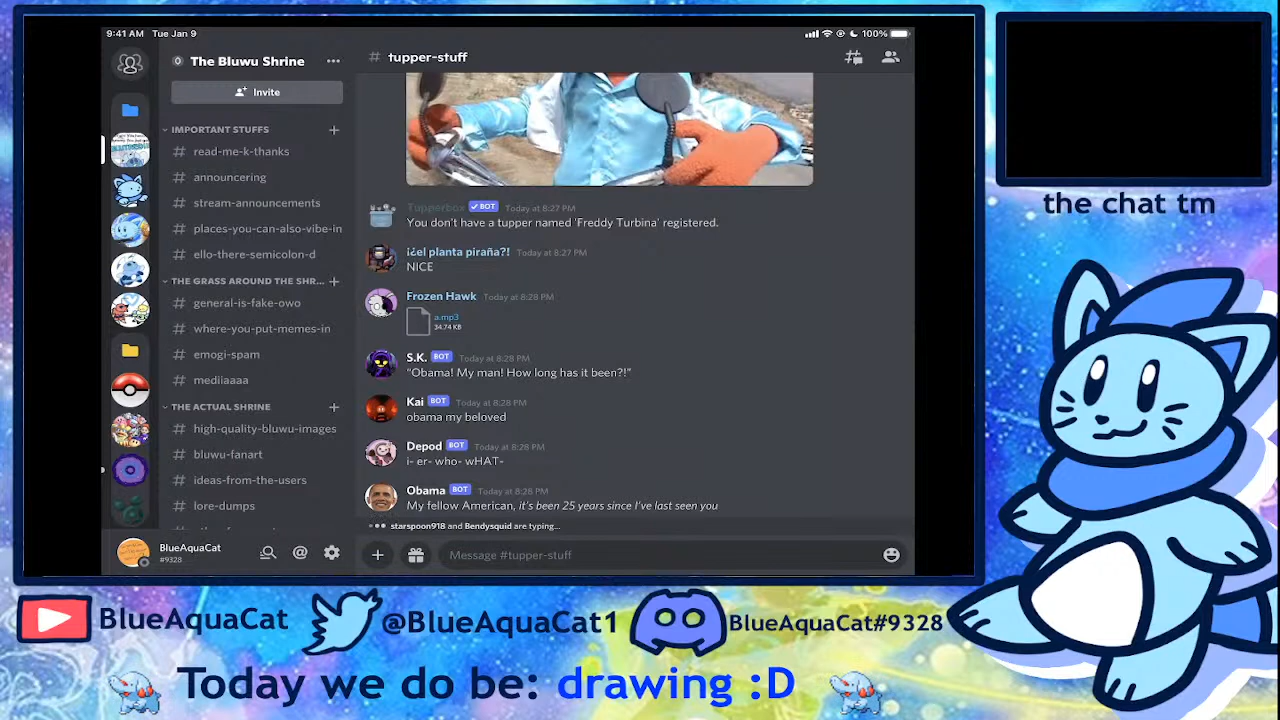 9:41 AM Tue Jan 9
100%
The Bluwu Shrine
Invite
IMPORTANT STUFFS
# read-me-k-thanks
# announcering
# stream-announcements
# places-you-can-also-vibe-in
# ello-there-semicolon-d
THE GRASS AROUND THE SHR...
# general-is-fake-owo
# where-you-put-memes-in
# emogi-spam
# mediiaaaa
THE ACTUAL SHRINE
# high-quality-bluwu-images
# bluwu-fanart
# ideas-from-the-users
# lore-dumps
BlueAquaCat
#9328
# tupper-stuff
Tupperbox BOT Today at 8:27 PM
You don't have a tupper named 'Freddy Turbina' registered.
i¿el planta piraña?! Today at 8:27 PM
NICE
Frozen Hawk Today at 8:28 PM
a.mp3
34.74 KB
S.K. BOT Today at 8:28 PM
"Obama! My man! How long has it been?!"
Kai BOT Today at 8:28 PM
obama my beloved
Depod BOT Today at 8:28 PM
i- er- who- wHAT-
Obama BOT Today at 8:28 PM
My fellow American, it's been 25 years since I've last seen you
starspoon918 and Bendysquid are typing...
Message #tupper-stuff
the chat tm
BlueAquaCat @BlueAquaCat1 BlueAquaCat#9328
Today we do be: drawing :D